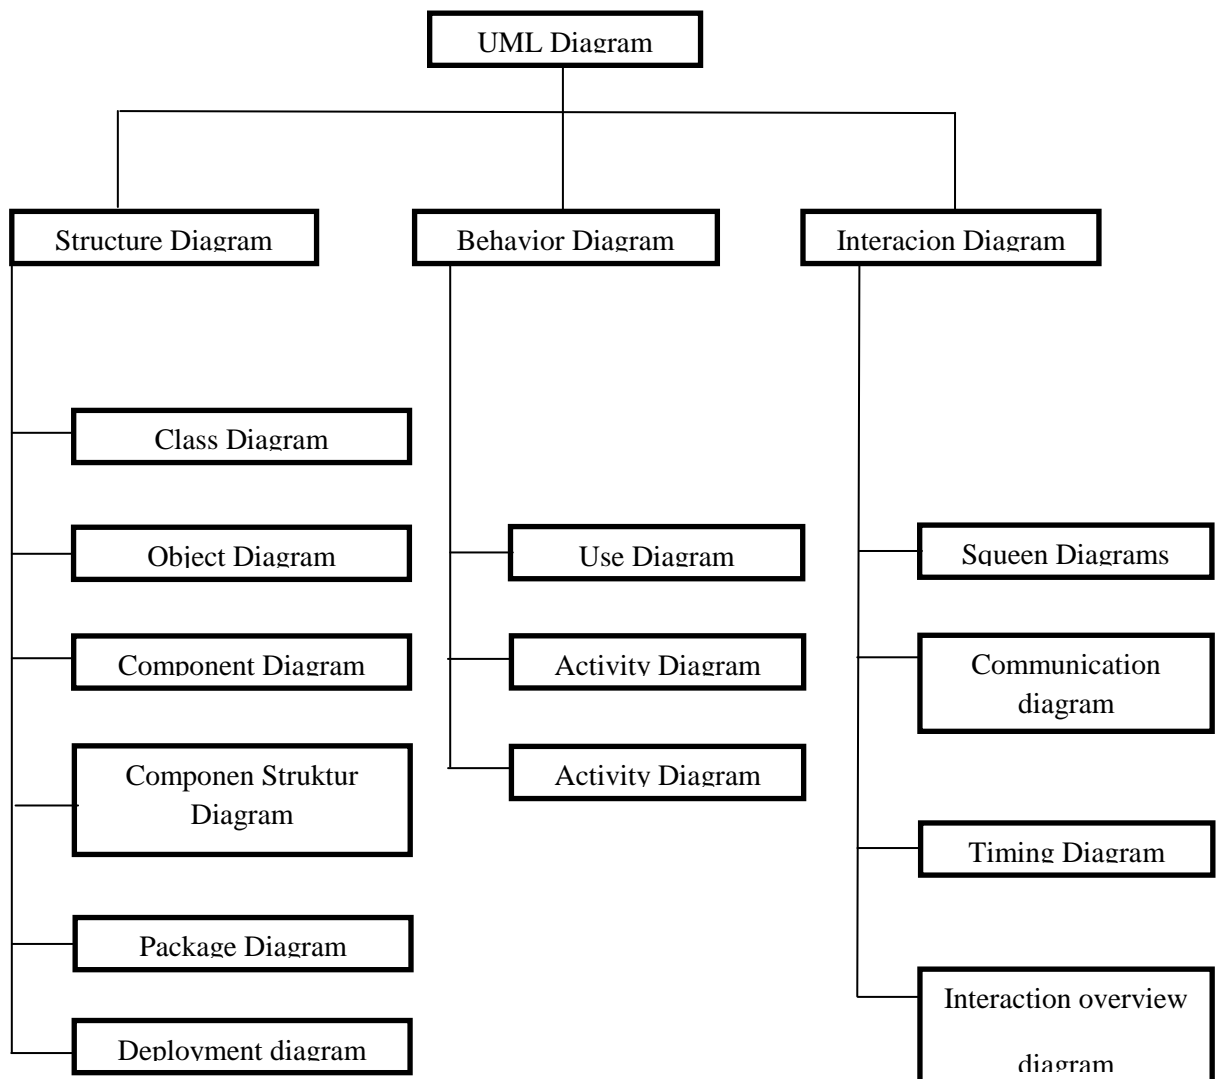 UML Diagram
Structure Diagram
Behavior Diagram
Interacion Diagram
Class Diagram
Object Diagram
Component Diagram
Componen Struktur
Diagram
Package Diagram
Deployment diagram
Use Diagram
Activity Diagram
Activity Diagram
Squeen Diagrams
Communication
diagram
Timing Diagram
Interaction overview
diagram